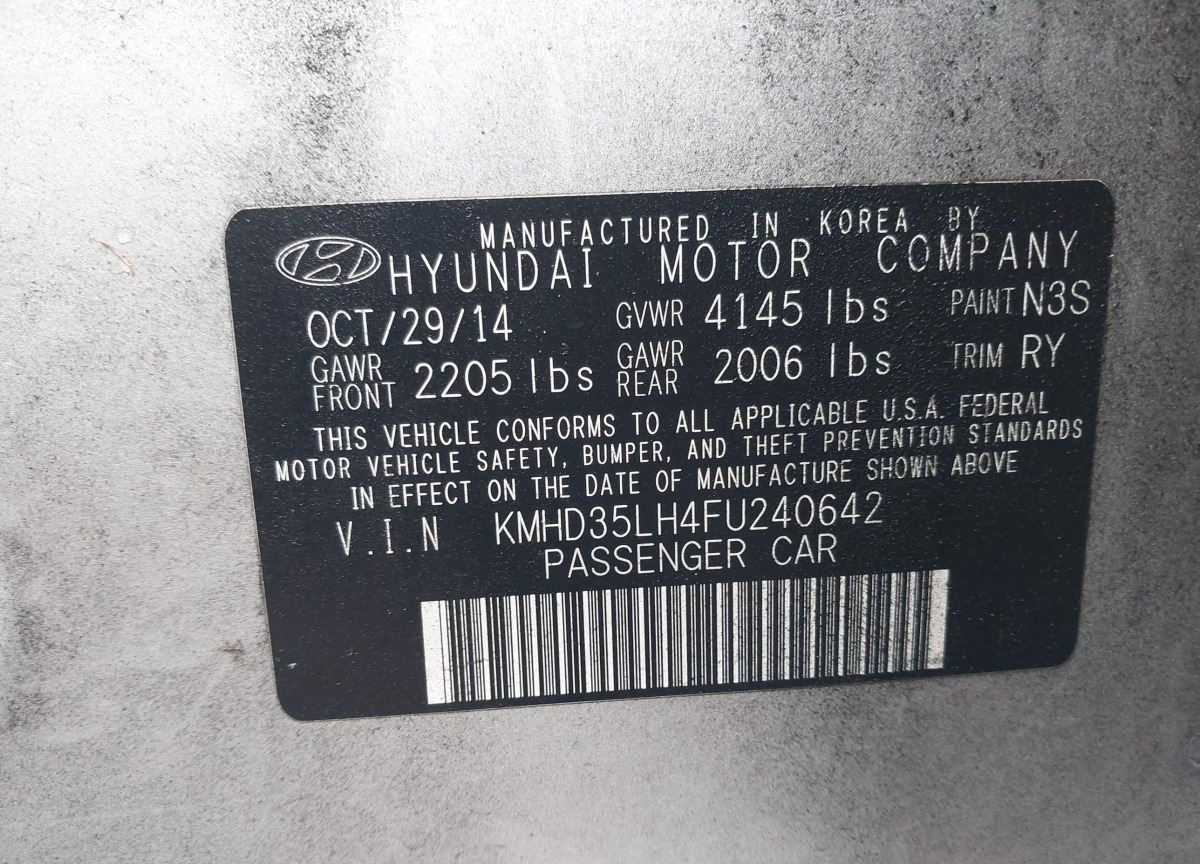 MANUFACTURED IN KOREA BY
HYUNDAI MOTOR COMPANY
OCT/29/14 GVWR 4145 lbs PAINT N3S
GAWR FRONT 2205 lbs GAWR REAR 2006 lbs TRIM RY
THIS VEHICLE CONFORMS TO ALL APPLICABLE U.S.A. FEDERAL
MOTOR VEHICLE SAFETY, BUMPER, AND THEFT PREVENTION STANDARDS
IN EFFECT ON THE DATE OF MANUFACTURE SHOWN ABOVE
V.I.N KMHD35LH4FU240642
PASSENGER CAR